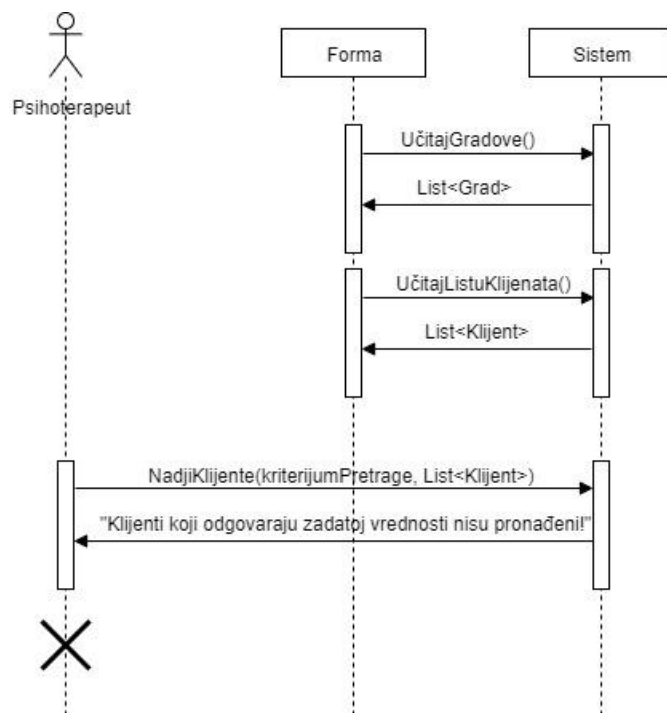 Forma
Sistem
Psihoterapeut
UčitajGradove()
List<Grad>
UčitajListuKlijenata()
List<Klijent>
NadjiKlijente(kriterijumPretrage, List<Klijent>)
"Klijenti koji odgovaraju zadatoj vrednosti nisu pronađeni!"